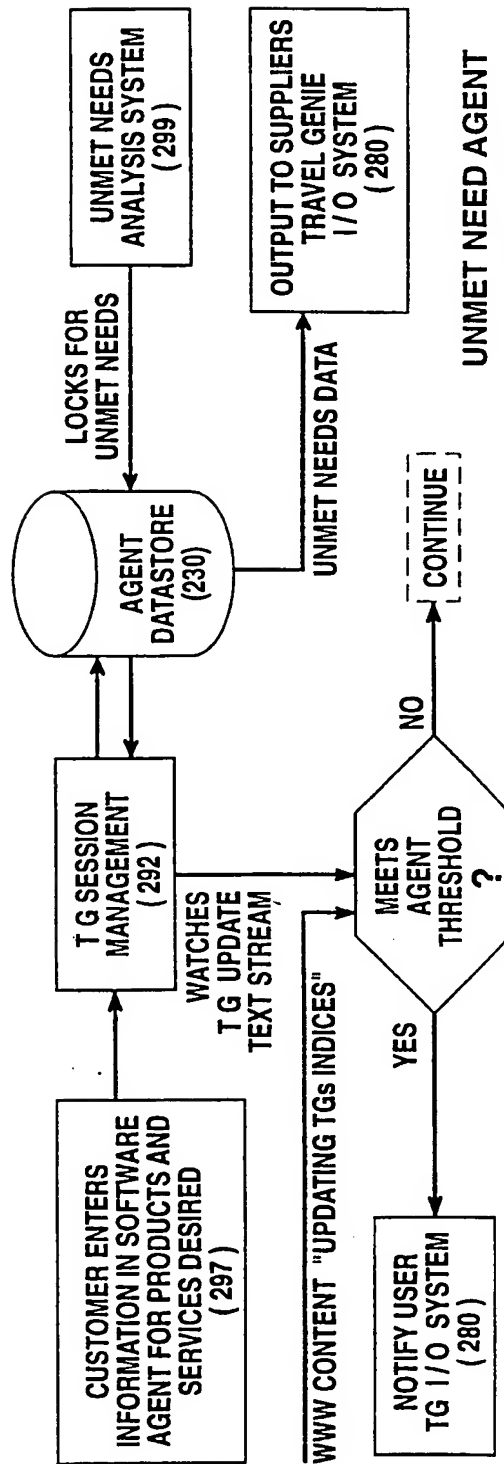 CUSTOMER ENTERS
INFORMATION IN SOFTWARE
AGENT FOR PRODUCTS AND
SERVICES DESIRED
(297)
T G SESSION
MANAGEMENT
(292)
AGENT
DATASTORE
(230)
LOCKS FOR
UNMET NEEDS
UNMET NEEDS
ANALYSIS SYSTEM
(299)
WATCHES
T G UPDATE
TEXT STREAM
UNMET NEEDS DATA
OUTPUT TO SUPPLIERS
TRAVEL GENIE
I/O SYSTEM
(280)
WWW CONTENT "UPDATING TGs INDICES"
MEETS
AGENT
THRESHOLD
?
YES
NO
CONTINUE
NOTIFY USER
TG I/O SYSTEM
(280)
UNMET NEED AGENT